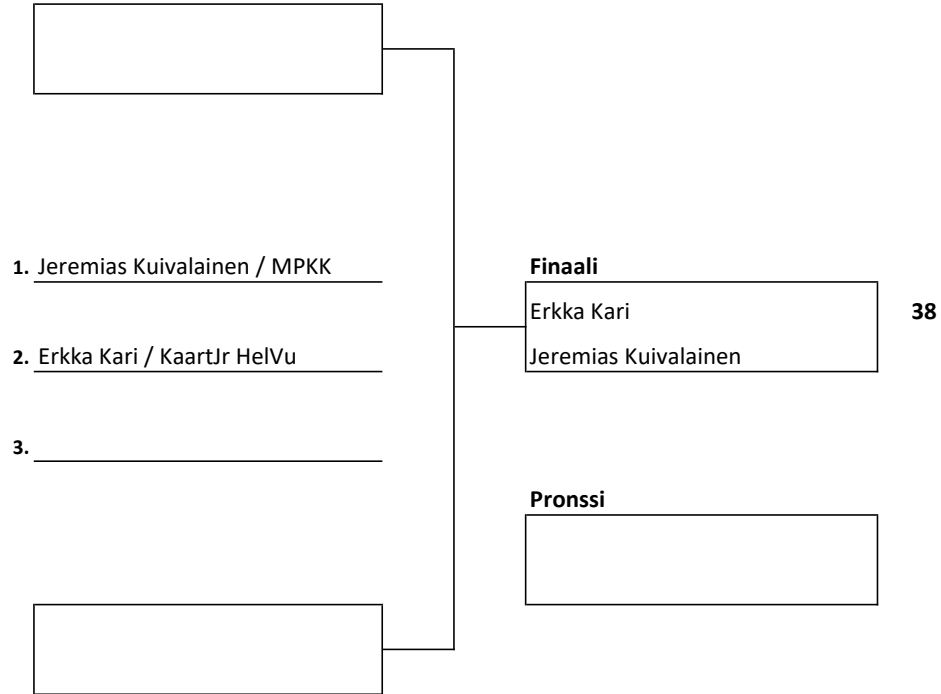 1. Jeremias Kuivalainen / MPKK
2. Erkka Kari / KaartJr HelVu
3.
Finaali
Erkka Kari
38
Jeremias Kuivalainen
Pronssi